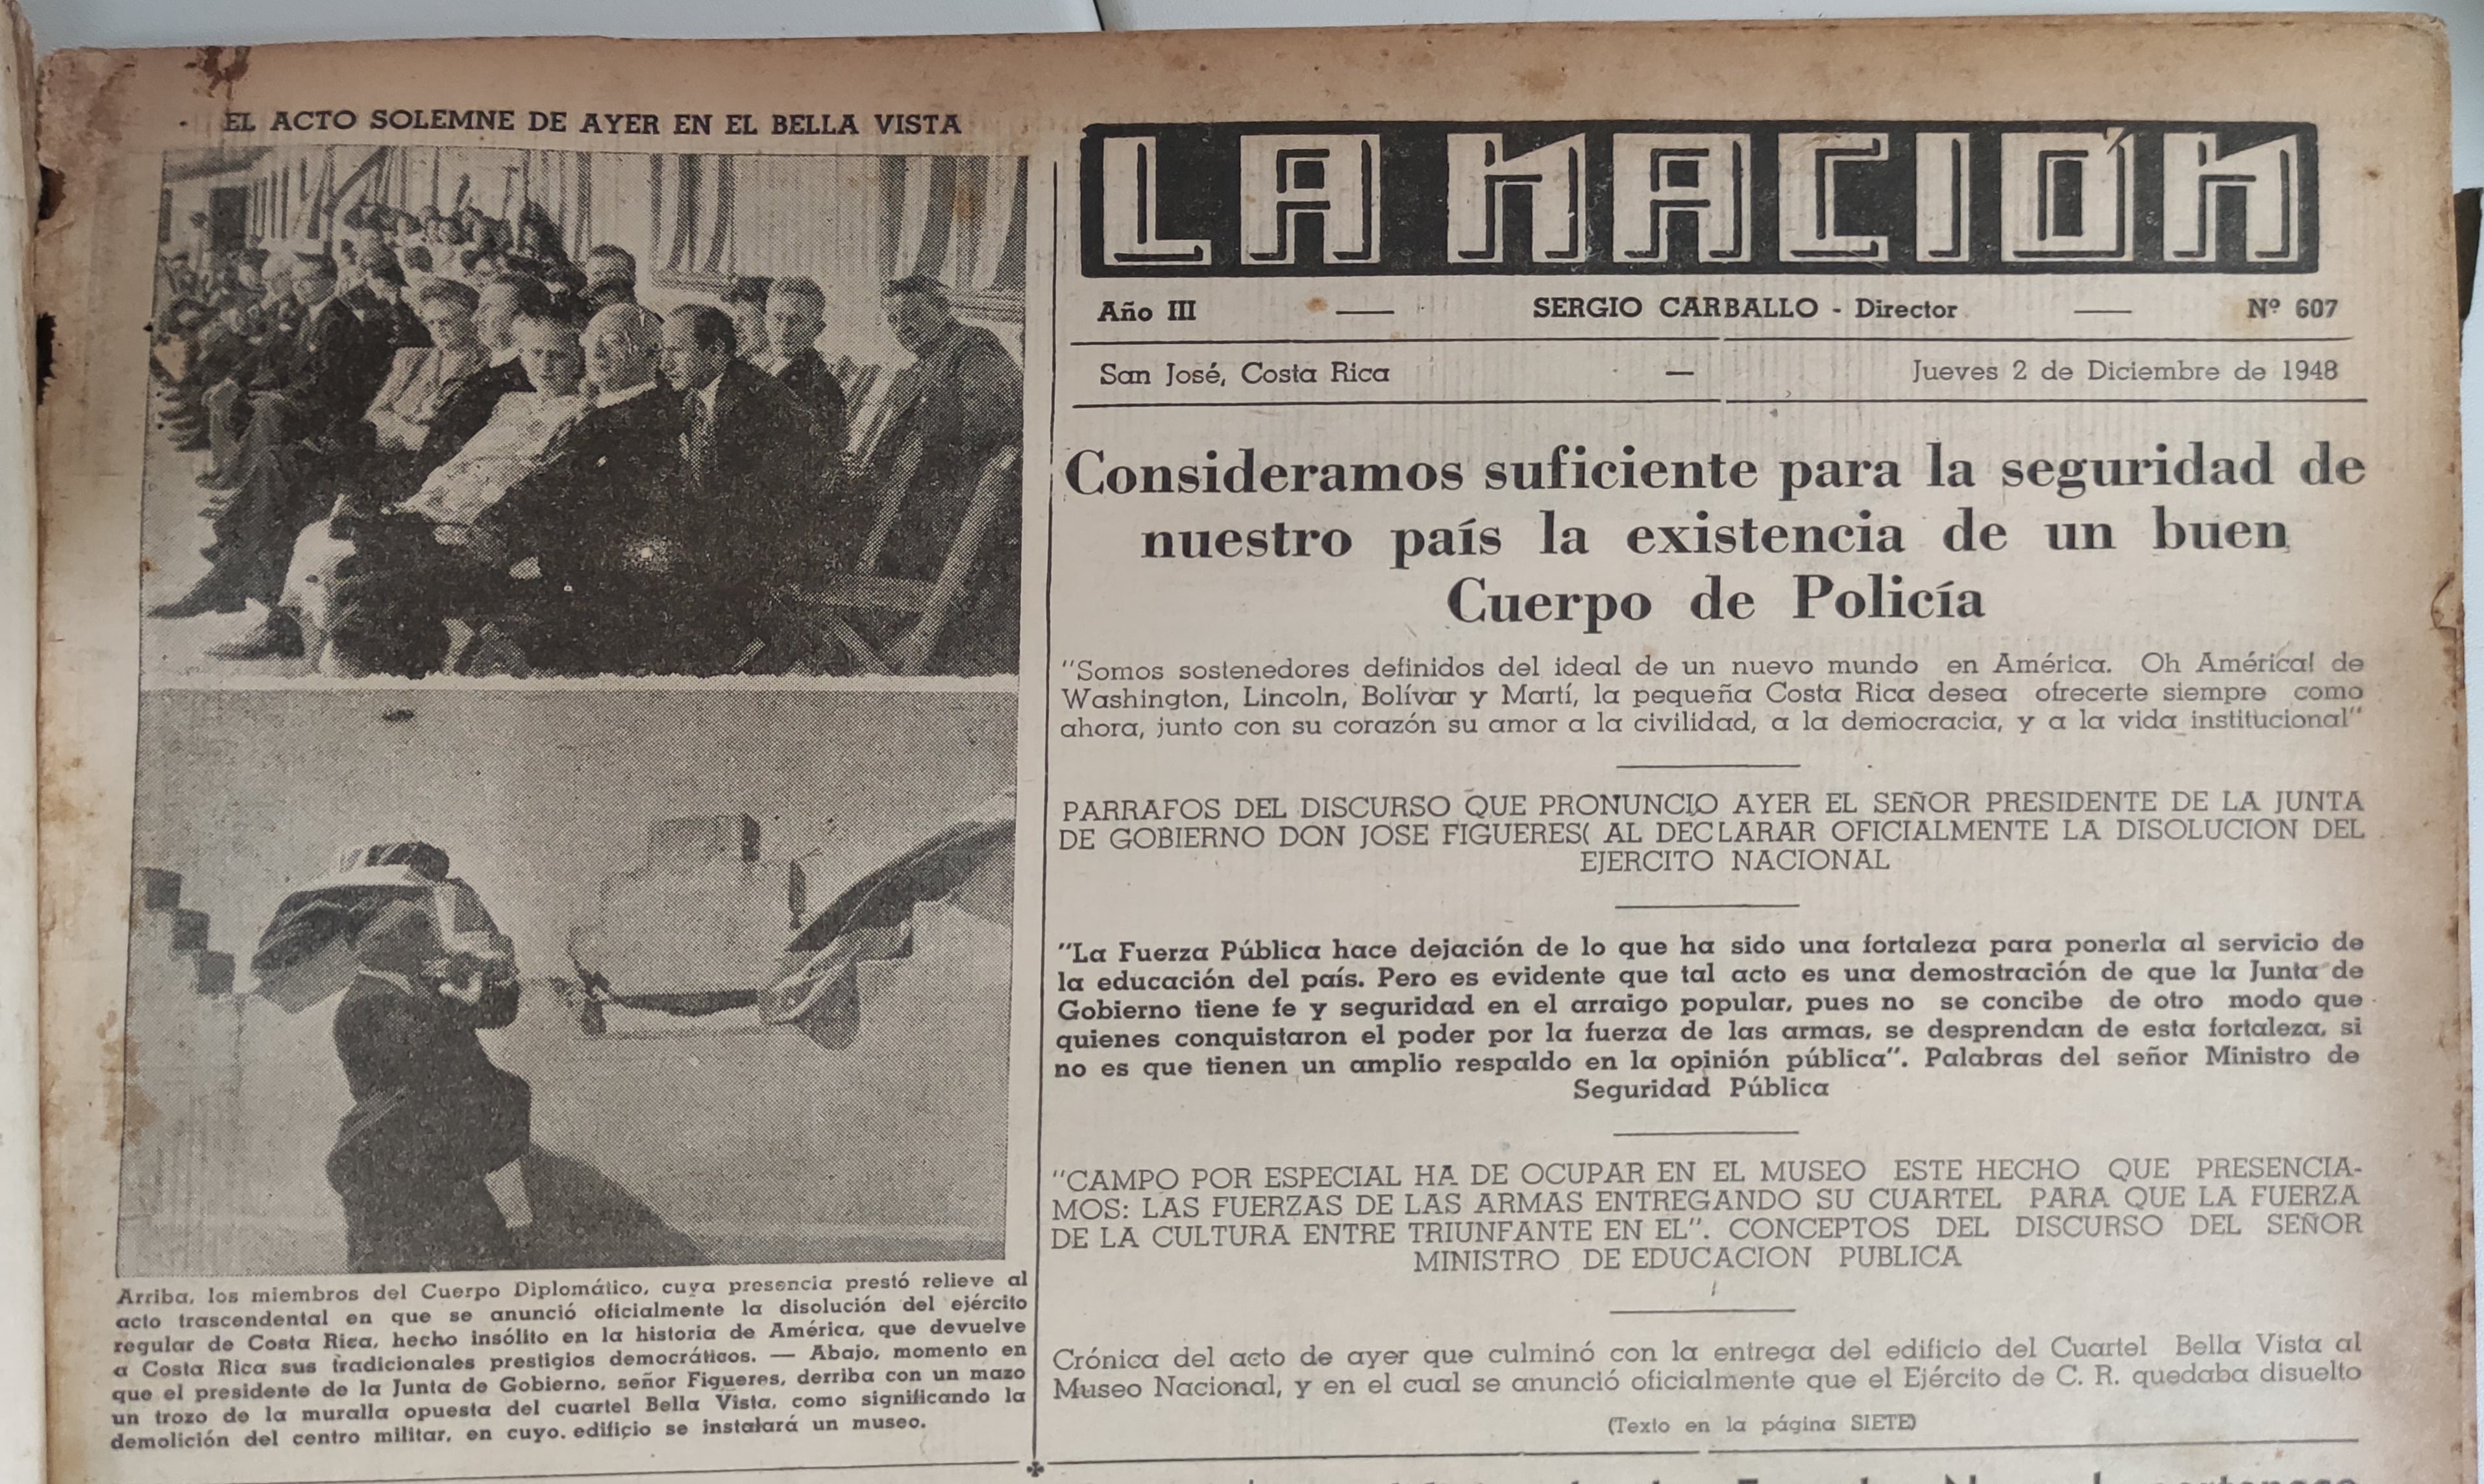 EL ACTO SOLEMNE DE AYER EN EL BELLA VISTA
Arriba, los miembros del Cuerpo Diplomático, cuya presencia prestó relieve al
acto trascendental en que se anunció oficialmente la disolución del ejército
regular de Costa Rica, hecho insólito en la historia de América, que devuelve
a Costa Rica sus tradicionales prestigios democráticos. — Abajo, momento en
que el presidente de la Junta de Gobierno, señor Figueres, derriba con un mazo
un trozo de la muralla opuesta del cuartel Bella Vista, como significando la
demolición del centro militar, en cuyo. edificio se instalará un museo.
LA NACIÓN
Año III — SERGIO CARBALLO - Director — Nº 607
San José, Costa Rica — Jueves 2 de Diciembre de 1948
Consideramos suficiente para la seguridad de
nuestro país la existencia de un buen
Cuerpo de Policía
"Somos sostenedores definidos del ideal de un nuevo mundo en América. Oh América! de
Washington, Lincoln, Bolívar y Martí, la pequeña Costa Rica desea ofrecerte siempre como
ahora, junto con su corazón su amor a la civilidad, a la democracia, y a la vida institucional"
PARRAFOS DEL DISCURSO QUE PRONUNCIO AYER EL SEÑOR PRESIDENTE DE LA JUNTA
DE GOBIERNO DON JOSE FIGUERES( AL DECLARAR OFICIALMENTE LA DISOLUCION DEL
EJERCITO NACIONAL
"La Fuerza Pública hace dejación de lo que ha sido una fortaleza para ponerla al servicio de
la educación del país. Pero es evidente que tal acto es una demostración de que la Junta de
Gobierno tiene fe y seguridad en el arraigo popular, pues no se concibe de otro modo que
quienes conquistaron el poder por la fuerza de las armas, se desprendan de esta fortaleza, si
no es que tienen un amplio respaldo en la opinión pública". Palabras del señor Ministro de
Seguridad Pública
"CAMPO POR ESPECIAL HA DE OCUPAR EN EL MUSEO ESTE HECHO QUE PRESENCIA-
MOS: LAS FUERZAS DE LAS ARMAS ENTREGANDO SU CUARTEL PARA QUE LA FUERZA
DE LA CULTURA ENTRE TRIUNFANTE EN EL". CONCEPTOS DEL DISCURSO DEL SEÑOR
MINISTRO DE EDUCACION PUBLICA
Crónica del acto de ayer que culminó con la entrega del edificio del Cuartel Bella Vista al
Museo Nacional, y en el cual se anunció oficialmente que el Ejército de C. R. quedaba disuelto
(Texto en la página SIETE)